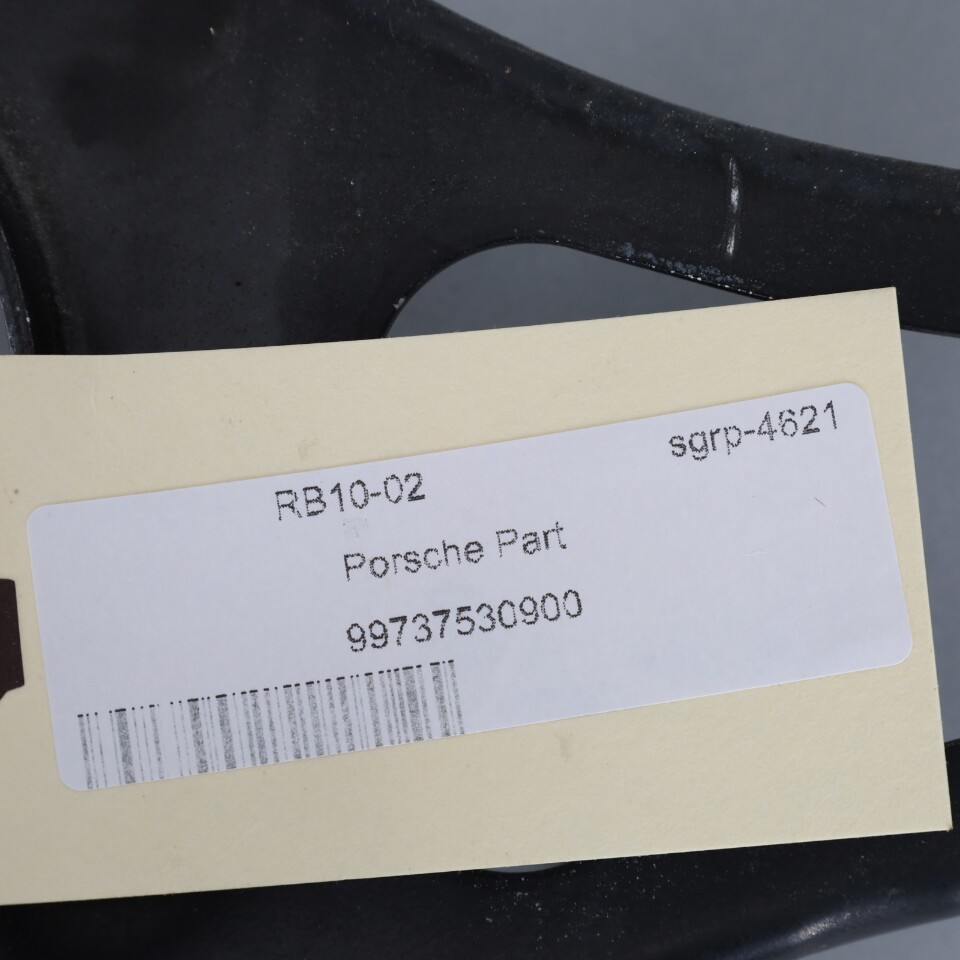 sgrp-4621
RB10-02
Porsche Part
99737530900